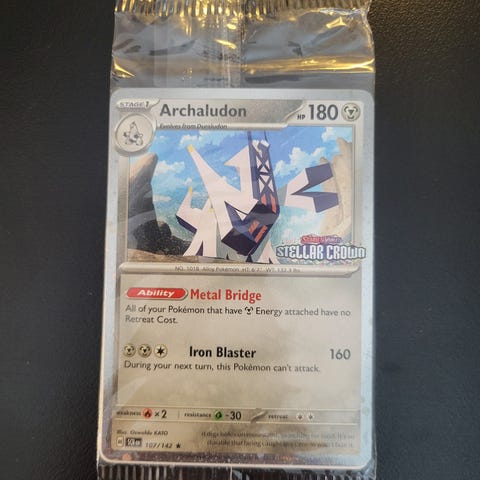 STAGE 1
Archaludon
HP 180
Evolves from Duraludon
Scarlet & Violet
STELLAR CROWN
NO. 1018 Alloy Pokémon HT: 6'7" WT: 132.3 lbs
Ability Metal Bridge
All of your Pokémon that have Energy attached have no
Retreat Cost.
Iron Blaster 160
During your next turn, this Pokémon can't attack.
weakness ×2 resistance -30 retreat
Illus. Oswaldo KATO
SCR EN 107/142 ★